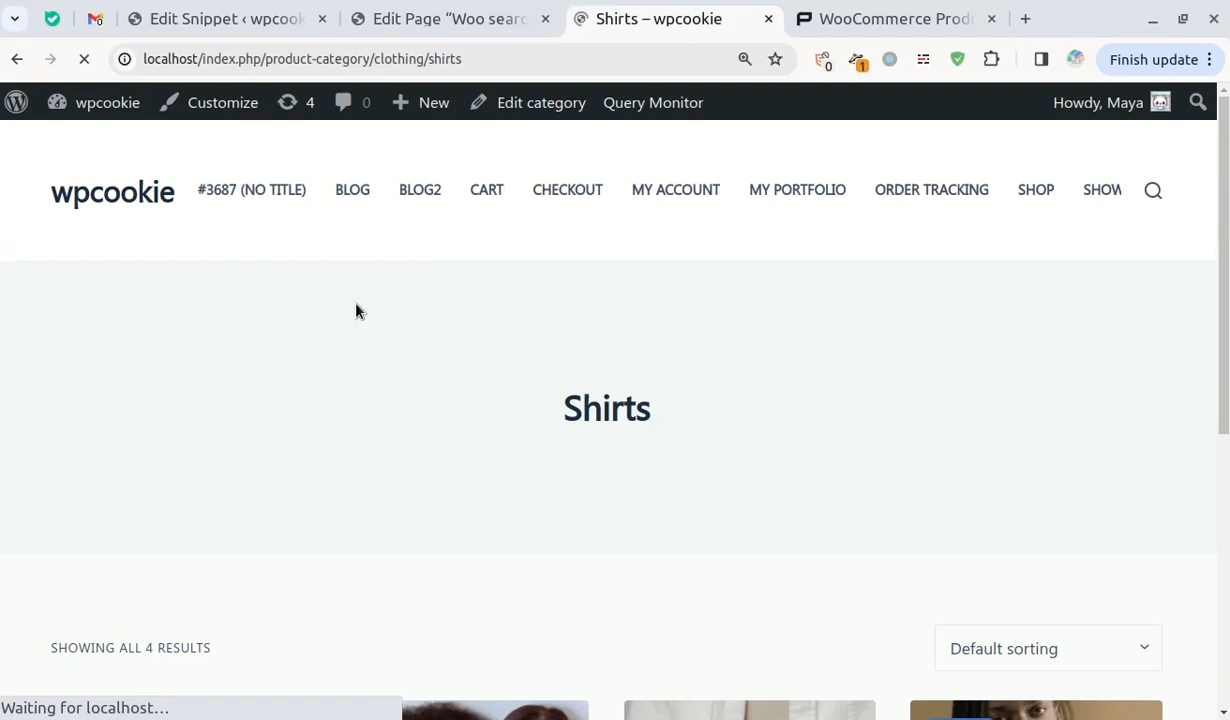 Edit Snippet ‹ wpcook
Edit Page “Woo searc
Shirts – wpcookie
WooCommerce Prod
localhost/index.php/product-category/clothing/shirts
0
1
Finish update
wpcookie
Customize
4
0
New
Edit category
Query Monitor
Howdy, Maya
wpcookie
#3687 (NO TITLE)
BLOG
BLOG2
CART
CHECKOUT
MY ACCOUNT
MY PORTFOLIO
ORDER TRACKING
SHOP
SHOW
Shirts
SHOWING ALL 4 RESULTS
Default sorting
Waiting for localhost…